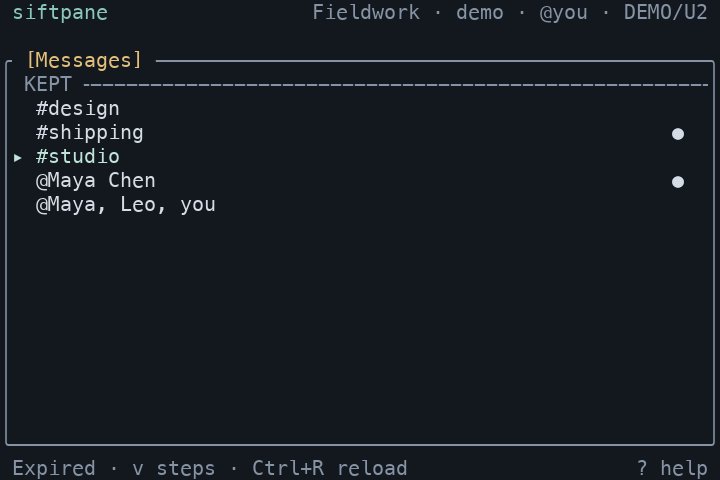 siftpane Fieldwork · demo · @you · DEMO/U2
[Messages]
KEPT
#design
#shipping ●
▸ #studio
@Maya Chen ●
@Maya, Leo, you
Expired · v steps · Ctrl+R reload ? help